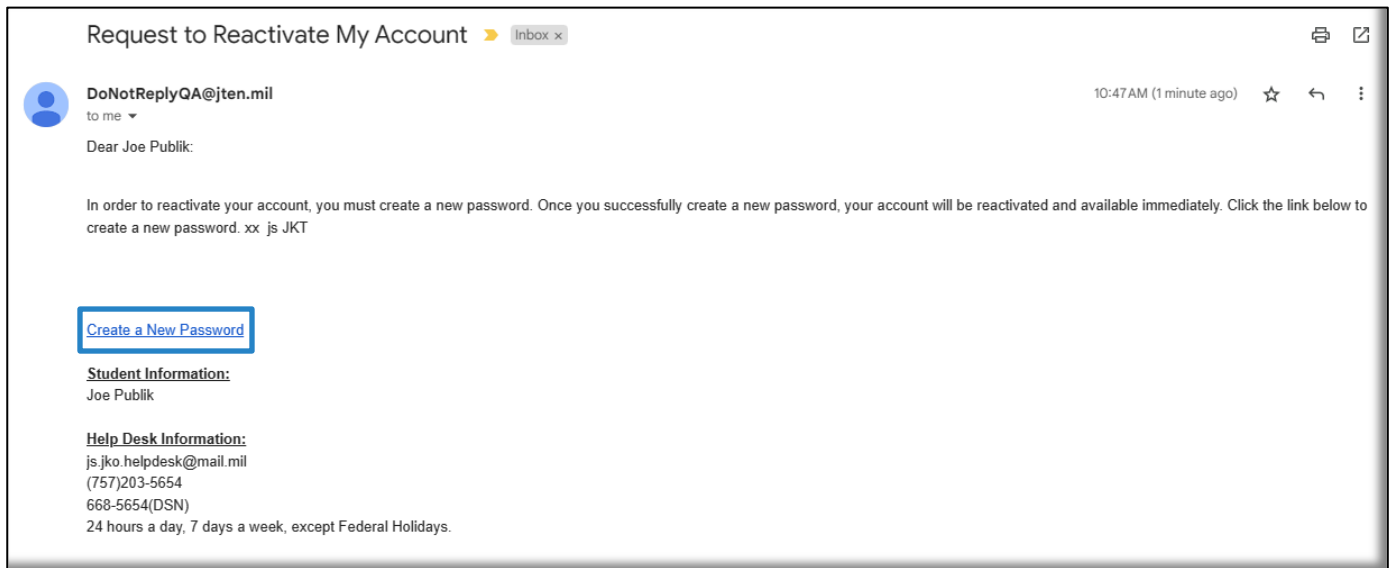 Request to Reactivate My Account Inbox x
DoNotReplyQA@jten.mil 10:47 AM (1 minute ago)
to me
Dear Joe Publik:
In order to reactivate your account, you must create a new password. Once you successfully create a new password, your account will be reactivated and available immediately. Click the link below to
create a new password. xx js JKT
Create a New Password
Student Information:
Joe Publik
Help Desk Information:
js.jko.helpdesk@mail.mil
(757)203-5654
668-5654(DSN)
24 hours a day, 7 days a week, except Federal Holidays.